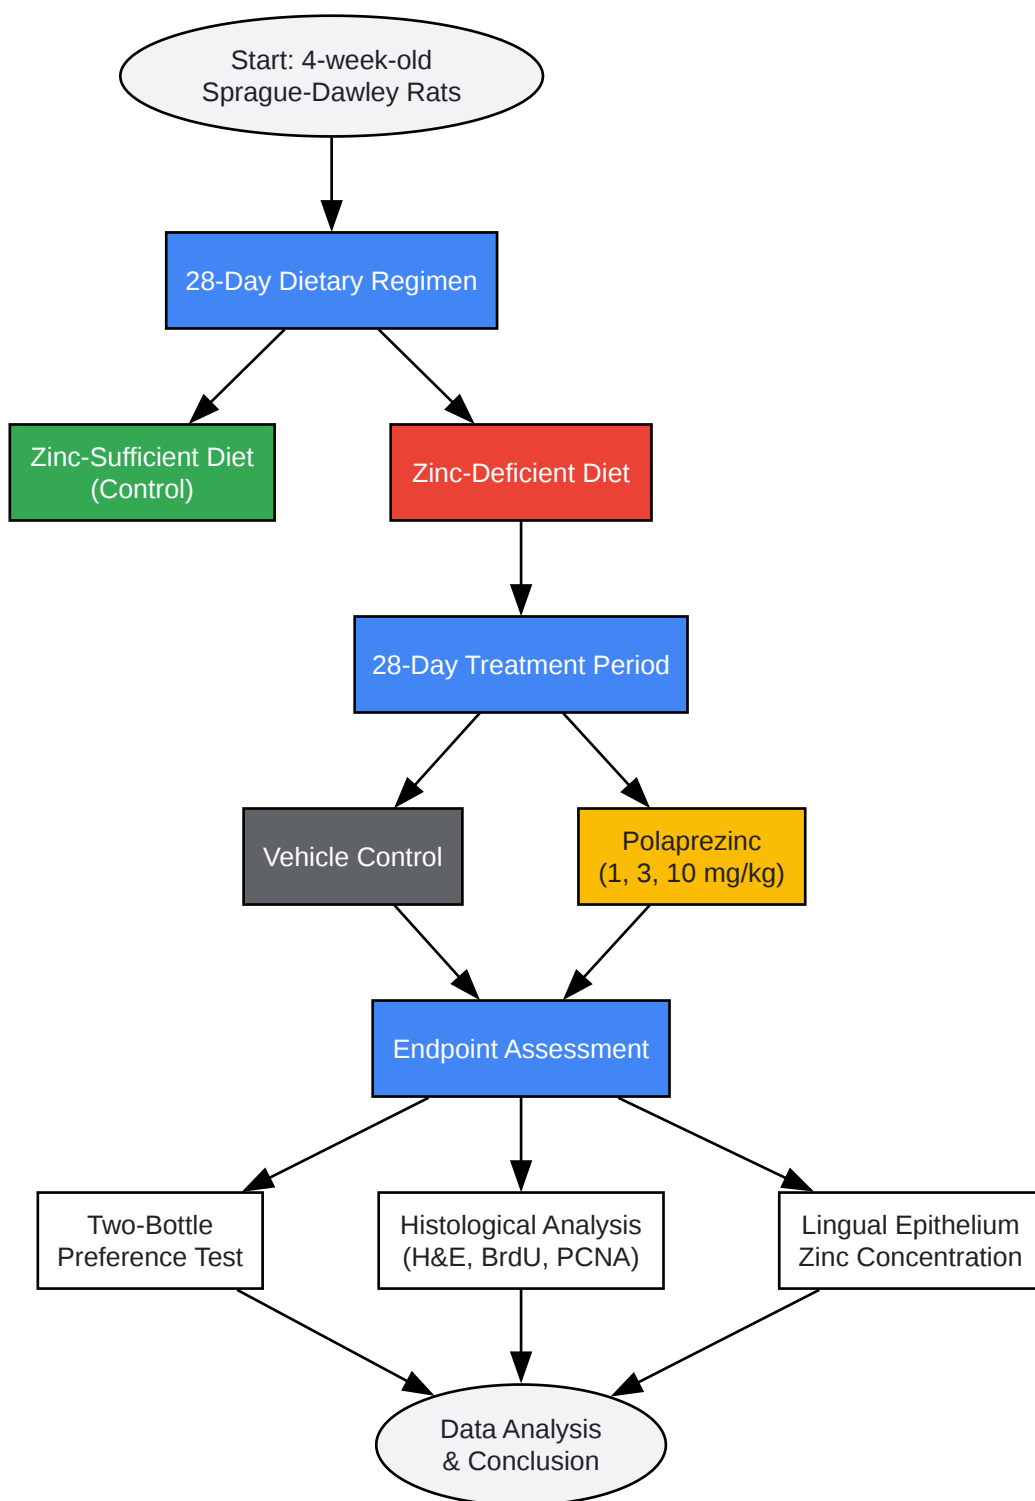 Start: 4-week-old
Sprague-Dawley Rats
28-Day Dietary Regimen
Zinc-Sufficient Diet
(Control)
Zinc-Deficient Diet
28-Day Treatment Period
Vehicle Control
Polaprezinc
(1, 3, 10 mg/kg)
Endpoint Assessment
Two-Bottle
Preference Test
Histological Analysis
(H&E, BrdU, PCNA)
Lingual Epithelium
Zinc Concentration
Data Analysis
& Conclusion